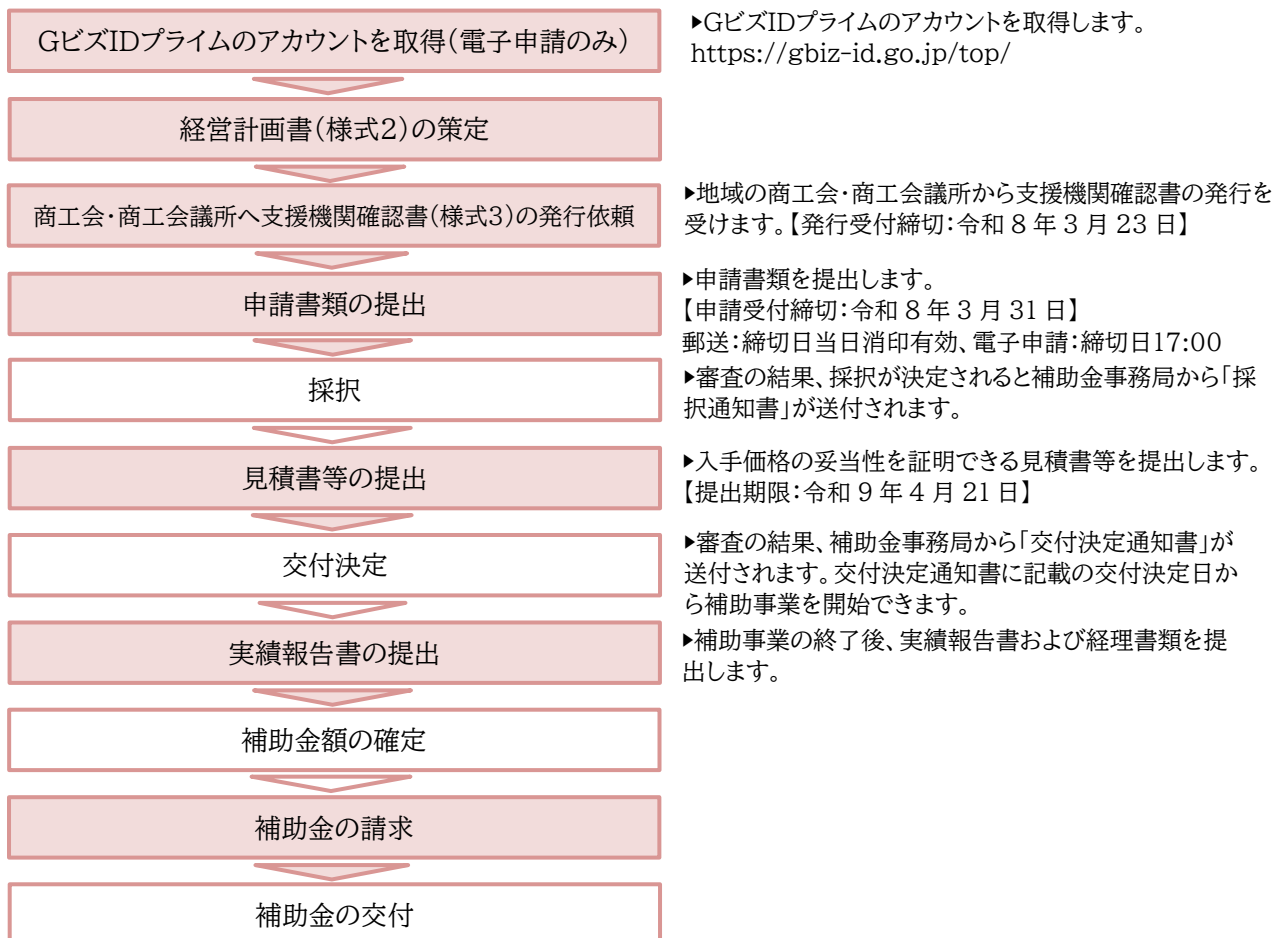 GビズIDプライムのアカウントを取得(電子申請のみ)
▶GビズIDプライムのアカウントを取得します。
https://gbiz-id.go.jp/top/
経営計画書(様式2)の策定
商工会・商工会議所へ支援機関確認書(様式3)の発行依頼
▶地域の商工会・商工会議所から支援機関確認書の発行を
受けます。【発行受付締切:令和 8 年 3 月 23 日】
申請書類の提出
▶申請書類を提出します。
【申請受付締切:令和 8 年 3 月 31 日】
郵送:締切日当日消印有効、電子申請:締切日17:00
採択
▶審査の結果、採択が決定されると補助金事務局から「採
択通知書」が送付されます。
見積書等の提出
▶入手価格の妥当性を証明できる見積書等を提出します。
【提出期限:令和 9 年 4 月 21 日】
交付決定
▶審査の結果、補助金事務局から「交付決定通知書」が
送付されます。交付決定通知書に記載の交付決定日か
ら補助事業を開始できます。
実績報告書の提出
▶補助事業の終了後、実績報告書および経理書類を提
出します。
補助金額の確定
補助金の請求
補助金の交付